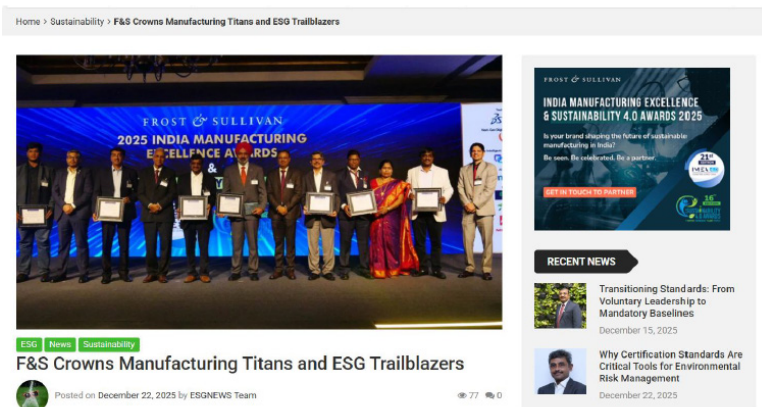 Home > Sustainability > F&S Crowns Manufacturing Titans and ESG Trailblazers
FROST & SULLIVAN
2025 INDIA MANUFACTURING
EXCELLENCE AWARDS
&
FROST & SULLIVAN
INDIA MANUFACTURING EXCELLENCE
& SUSTAINABILITY 4.0 AWARDS 2025
Is your brand shaping the future of sustainable
manufacturing in India?
Be seen. Be celebrated. Be a partner.
GET IN TOUCH TO PARTNER
21st
16th
RECENT NEWS
Transitioning Standards: From
Voluntary Leadership to
Mandatory Baselines
December 15, 2025
Why Certification Standards Are
Critical Tools for Environmental
Risk Management
December 22, 2025
ESG News Sustainability
F&S Crowns Manufacturing Titans and ESG Trailblazers
Posted on December 22, 2025 by ESGNEWS Team
77 0